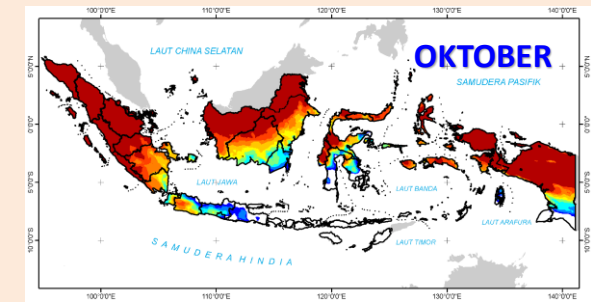 100°0'0"E 110°0'0"E 120°0'0"E 130°0'0"E 140°0'0"E
OKTOBER
LAUT CHINA SELATAN
SAMUDERA PASIFIK
5°0'0"N 5°0'0"N
0°0'0" 0°0'0"
LAUT JAWA
LAUT BANDA
5°0'0"S 5°0'0"S
LAUT ARAFURA
SAMUDERA HINDIA
LAUT TIMOR
10°0'0"S 10°0'0"S
100°0'0"E 110°0'0"E 120°0'0"E 130°0'0"E 140°0'0"E